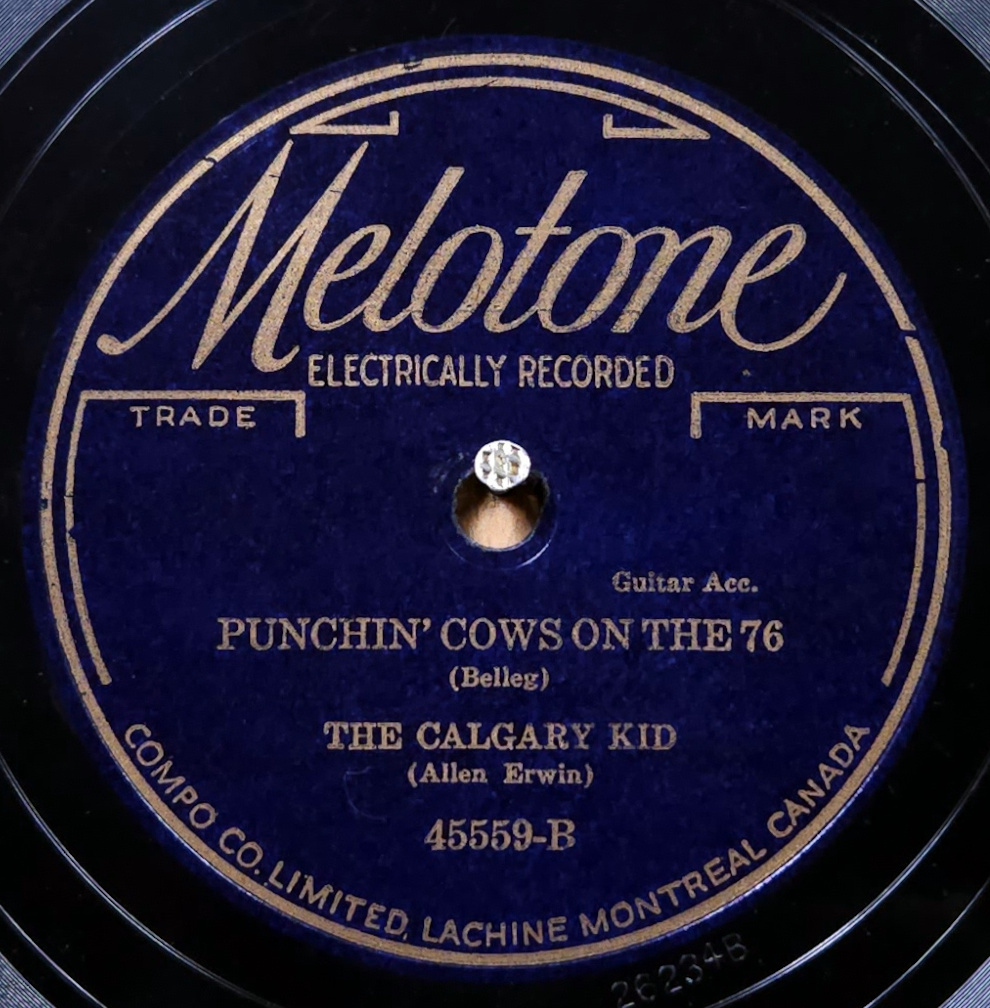 Melotone
ELECTRICALLY RECORDED
TRADE MARK
Guitar Acc.
PUNCHIN' COWS ON THE 76
(Belleg)
THE CALGARY KID
(Allen Erwin)
45559-B
COMPO CO. LIMITED, LACHINE MONTREAL CANADA
26234B